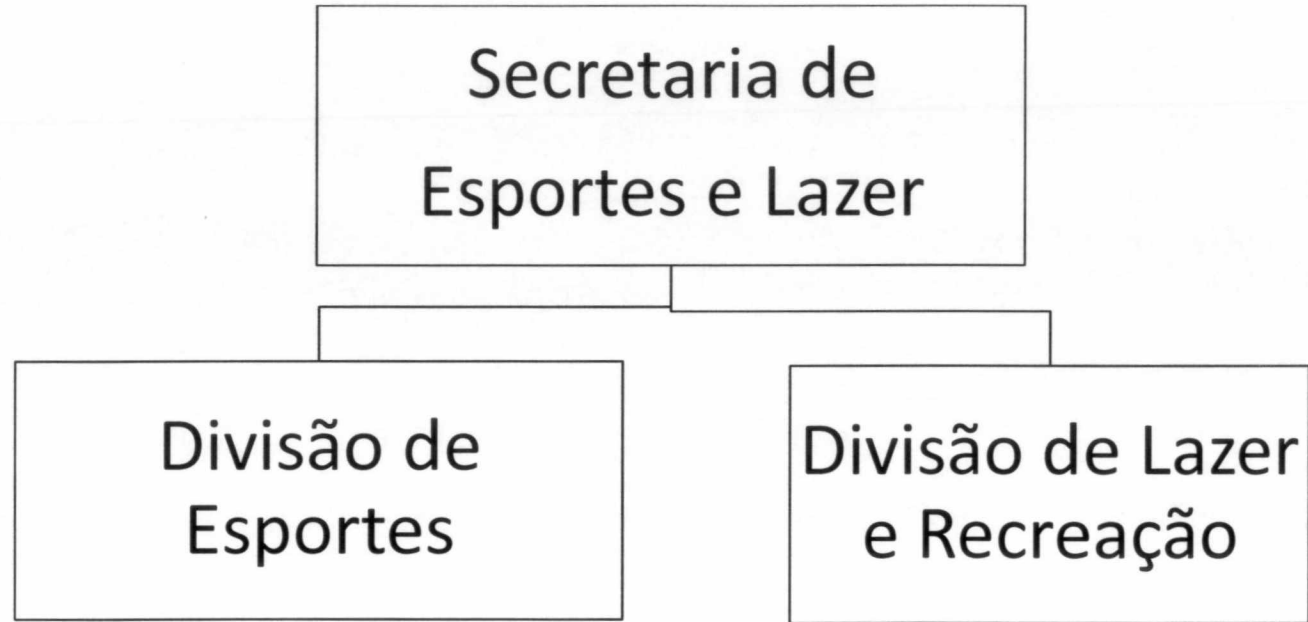 Secretaria de
Esportes e Lazer
Divisão de
Esportes
Divisão de Lazer
e Recreação